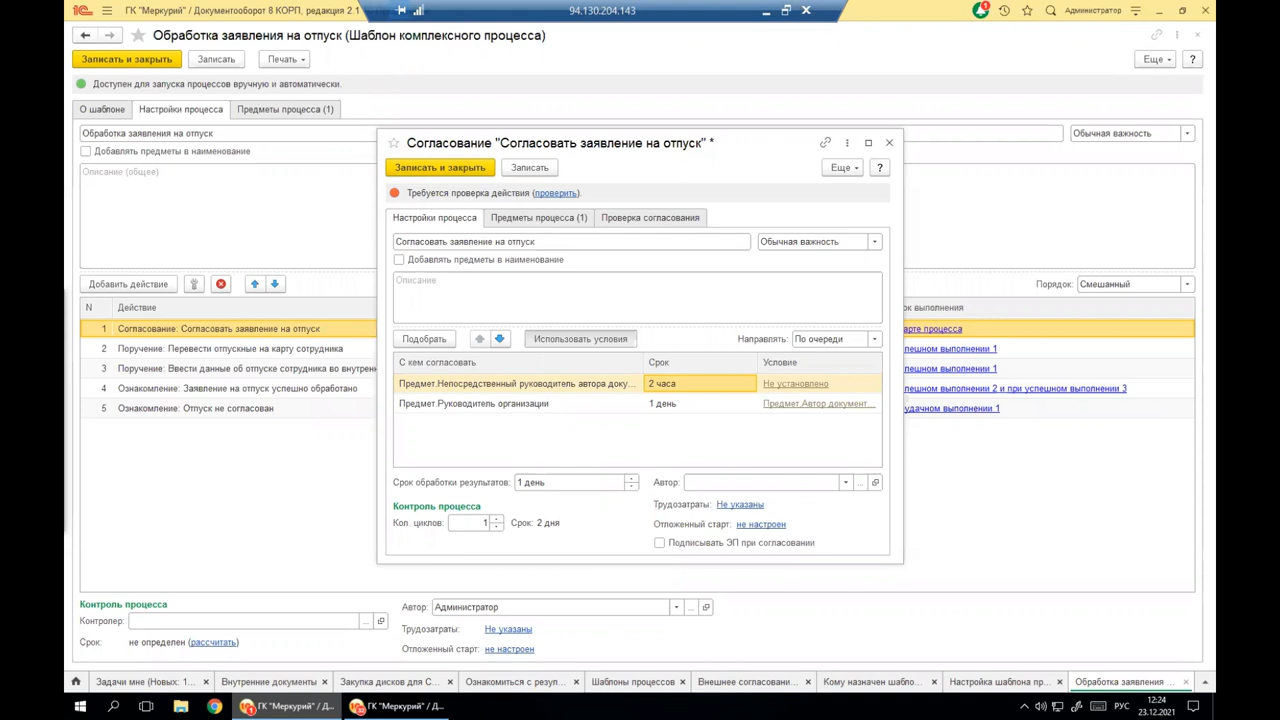 1С ГК "Меркурий" / Документооборот 8 КОРП, редакция 2.1
94.130.204.143
1
Администратор
Обработка заявления на отпуск (Шаблон комплексного процесса)
Записать и закрыть
Записать
Печать
Еще
?
Доступен для запуска процессов вручную и автоматически.
О шаблоне
Настройки процесса
Предметы процесса (1)
Обработка заявления на отпуск
Обычная важность
Добавлять предметы в наименование
Описание (общее)
Добавить действие
Порядок:
Смешанный
N
Действие
1
Согласование: Согласовать заявление на отпуск
2
Поручение: Перевести отпускные на карту сотрудника
3
Поручение: Ввести данные об отпуске сотрудника во внутрен
4
Ознакомление: Заявление на отпуск успешно обработано
5
Ознакомление: Отпуск не согласован
ок выполнения
арте процесса
пешном выполнении 1
пешном выполнении 1
пешном выполнении 2 и при успешном выполнении 3
удачном выполнении 1
Согласование "Согласовать заявление на отпуск" *
Записать и закрыть
Записать
Еще
?
Требуется проверка действия (проверить).
Настройки процесса
Предметы процесса (1)
Проверка согласования
Согласовать заявление на отпуск
Обычная важность
Добавлять предметы в наименование
Описание
Подобрать
Использовать условия
Направлять:
По очереди
С кем согласовать
Срок
Условие
Предмет.Непосредственный руководитель автора доку...
2 часа
Не установлено
Предмет.Руководитель организации
1 день
Предмет.Автор документ...
Срок обработки результатов:
1 день
Автор:
Контроль процесса
Трудозатраты: Не указаны
Кол. циклов:
1
Срок: 2 дня
Отложенный старт: не настроен
Подписывать ЭП при согласовании
Контроль процесса
Контролер:
Срок:
не определен (рассчитать)
Автор:
Администратор
Трудозатраты:
Не указаны
Отложенный старт:
не настроен
Задачи мне (Новых: 1...
Внутренние документы
Закупка дисков для С...
Ознакомиться с резул...
Шаблоны процессов
Внешнее согласовани...
Кому назначен шабло...
Настройка шаблона пр...
Обработка заявления ...
ГК "Меркурий" / Д...
ГК "Меркурий" / Д...
РУС
12:24
23.12.2021